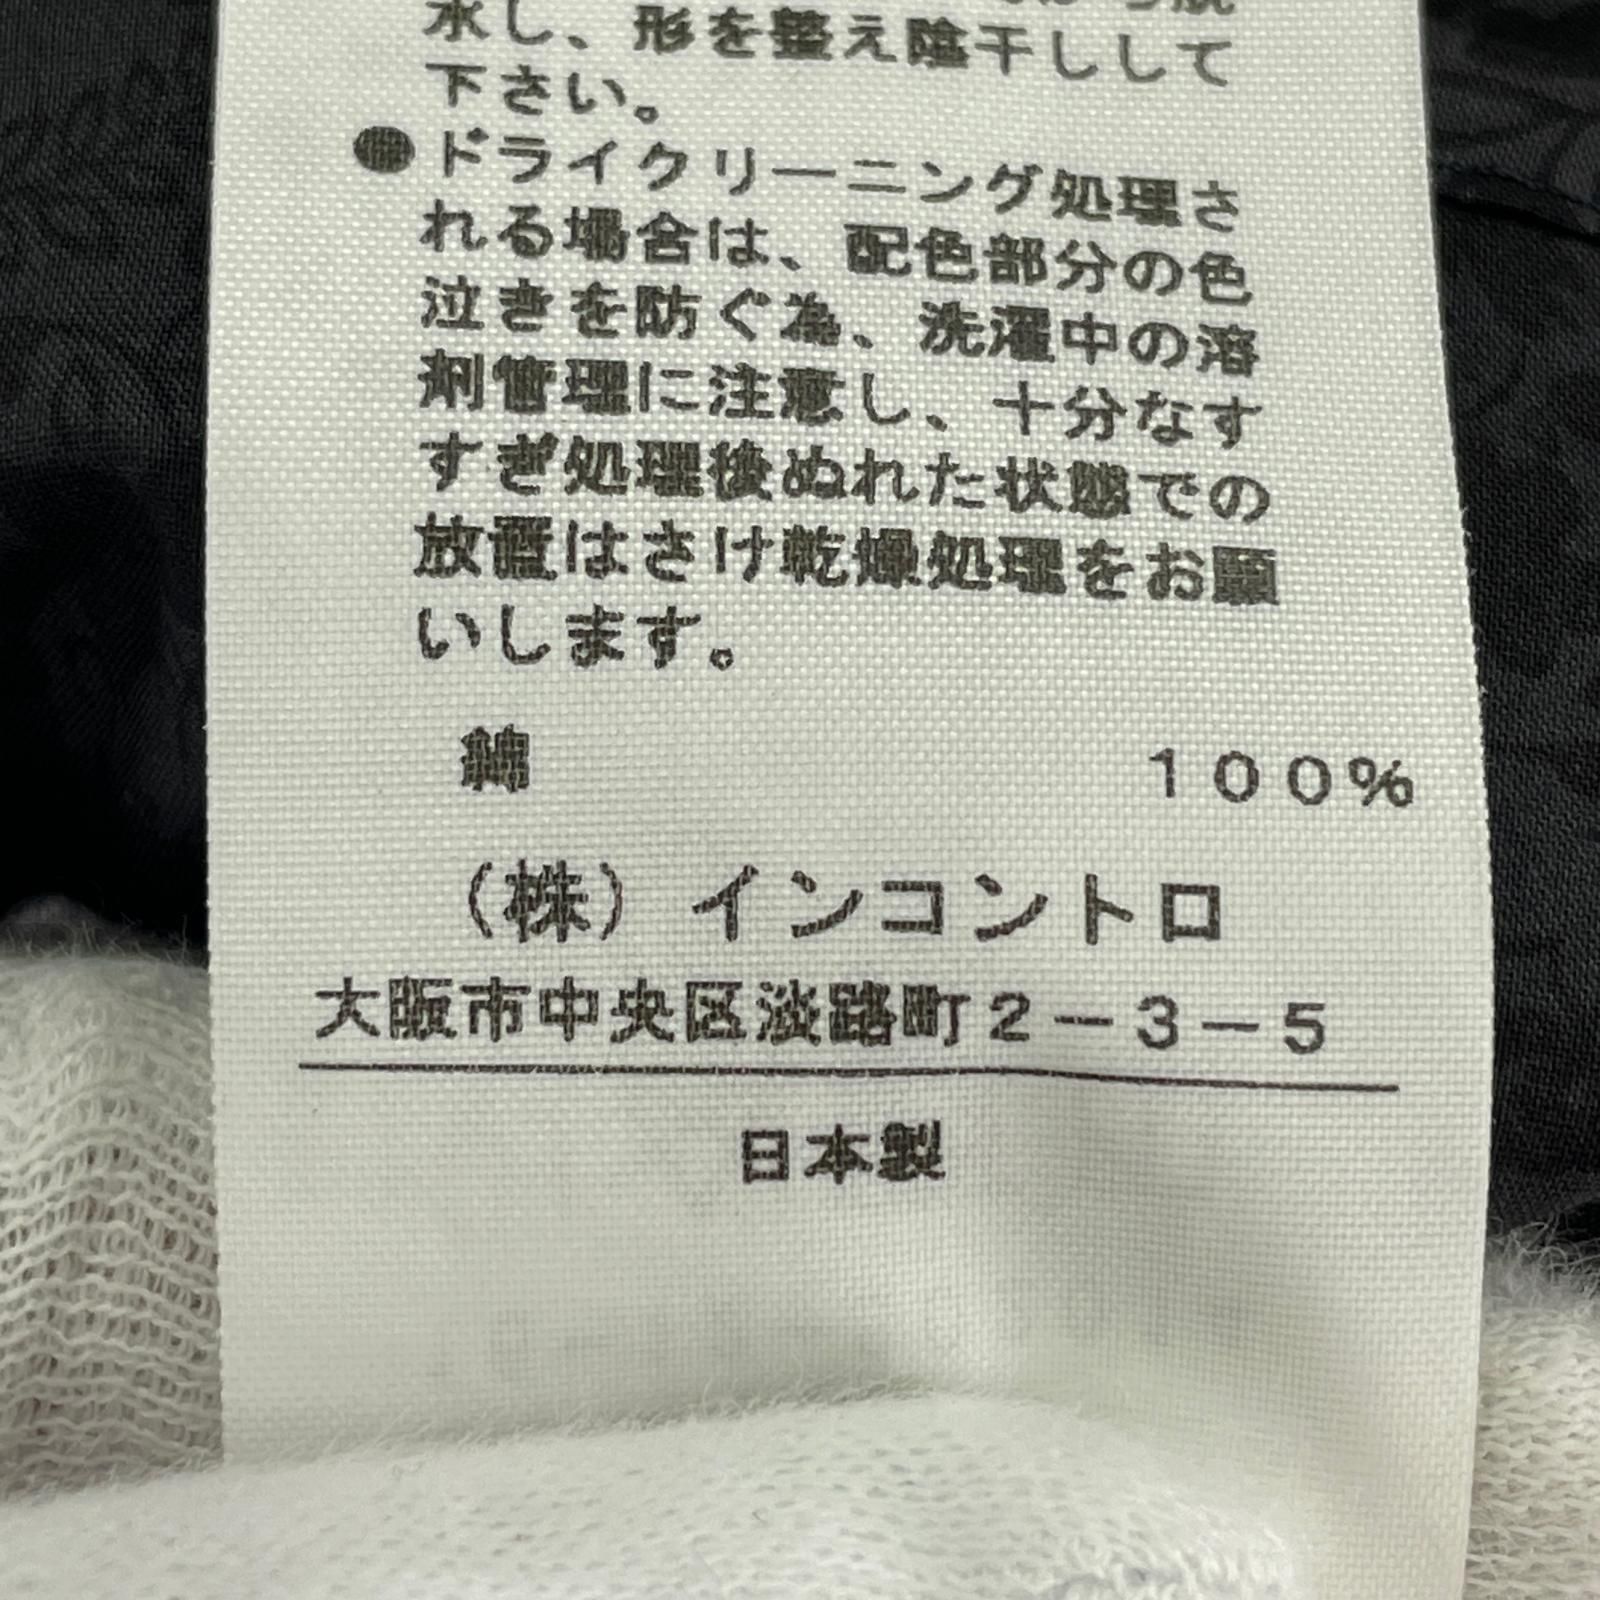 水し、形を整え陰干しして
下さい。
●ドライクリーニング処理さ
れる場合は、配色部分の色
泣きを防ぐ為、洗濯中の溶
剤管理に注意し、十分なす
すぎ処理後ぬれた状態での
放置はさけ乾燥処理をお願
いします。
綿 100%
(株) インコントロ
大阪市中央区淡路町2-3-5
日本製